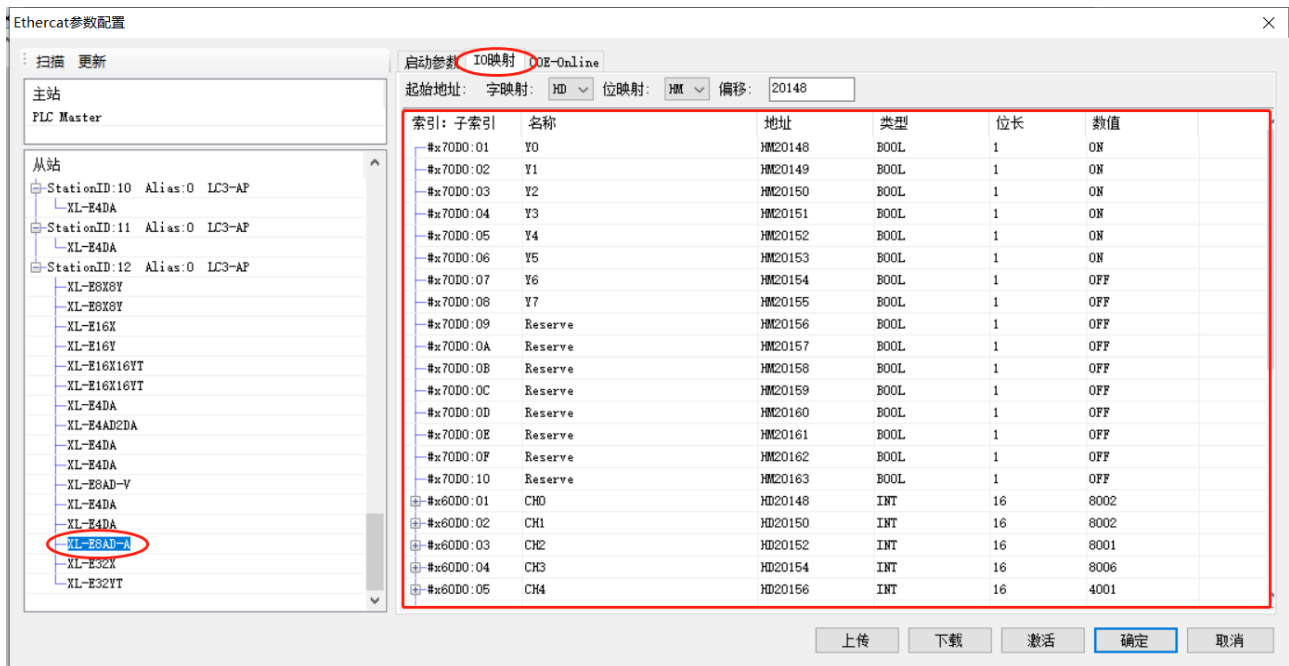 Ethercat参数配置
扫描 更新
主站
PLC Master
从站
StationID:10 Alias:0 LC3-AP
XL-E4DA
StationID:11 Alias:0 LC3-AP
XL-E4DA
StationID:12 Alias:0 LC3-AP
XL-E8X8Y
XL-E8X8Y
XL-E16X
XL-E16Y
XL-E16X16YT
XL-E16X16YT
XL-E4DA
XL-E4AD2DA
XL-E4DA
XL-E4DA
XL-E8AD-V
XL-E4DA
XL-E4DA
XL-E8AD-A
XL-E32X
XL-E32YT
启动参数 IO映射 COE-Online
起始地址: 字映射: HD 位映射: HM 偏移: 20148
索引: 子索引 名称 地址 类型 位长 数值
#x70D0:01 Y0 HM20148 BOOL 1 ON
#x70D0:02 Y1 HM20149 BOOL 1 ON
#x70D0:03 Y2 HM20150 BOOL 1 ON
#x70D0:04 Y3 HM20151 BOOL 1 ON
#x70D0:05 Y4 HM20152 BOOL 1 ON
#x70D0:06 Y5 HM20153 BOOL 1 ON
#x70D0:07 Y6 HM20154 BOOL 1 OFF
#x70D0:08 Y7 HM20155 BOOL 1 OFF
#x70D0:09 Reserve HM20156 BOOL 1 OFF
#x70D0:0A Reserve HM20157 BOOL 1 OFF
#x70D0:0B Reserve HM20158 BOOL 1 OFF
#x70D0:0C Reserve HM20159 BOOL 1 OFF
#x70D0:0D Reserve HM20160 BOOL 1 OFF
#x70D0:0E Reserve HM20161 BOOL 1 OFF
#x70D0:0F Reserve HM20162 BOOL 1 OFF
#x70D0:10 Reserve HM20163 BOOL 1 OFF
#x60D0:01 CH0 HD20148 INT 16 8002
#x60D0:02 CH1 HD20150 INT 16 8002
#x60D0:03 CH2 HD20152 INT 16 8001
#x60D0:04 CH3 HD20154 INT 16 8006
#x60D0:05 CH4 HD20156 INT 16 4001
上传 下载 激活 确定 取消